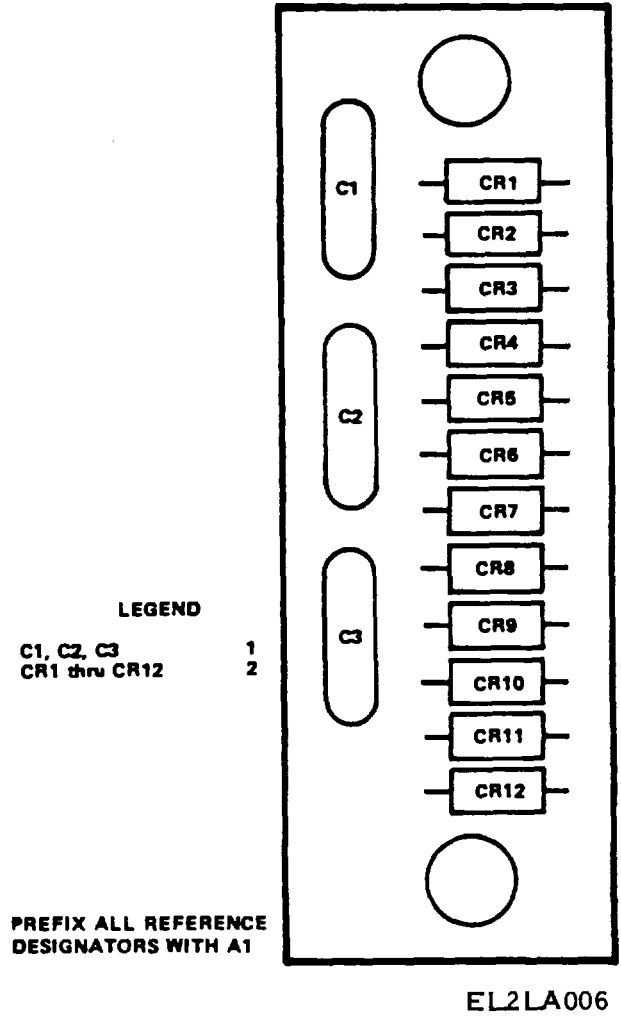 C1
CR1
CR2
CR3
CR4
C2
CR5
CR6
CR7
CR8
C3
CR9
CR10
CR11
CR12
LEGEND
C1, C2, C3 1
CR1 thru CR12 2
PREFIX ALL REFERENCE
DESIGNATORS WITH A1
EL2LA006